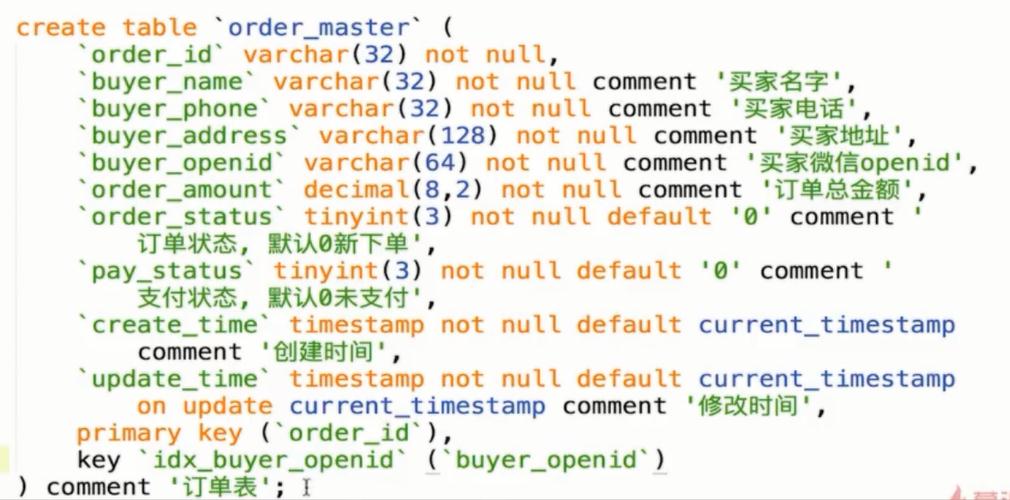 create table `order_master` (
`order_id` varchar(32) not null,
`buyer_name` varchar(32) not null comment '买家名字',
`buyer_phone` varchar(32) not null comment '买家电话',
`buyer_address` varchar(128) not null comment '买家地址',
`buyer_openid` varchar(64) not null comment '买家微信openid',
`order_amount` decimal(8,2) not null comment '订单总金额',
`order_status` tinyint(3) not null default '0' comment '
订单状态, 默认0新下单',
`pay_status` tinyint(3) not null default '0' comment '
支付状态, 默认0未支付',
`create_time` timestamp not null default current_timestamp
comment '创建时间',
`update_time` timestamp not null default current_timestamp
on update current_timestamp comment '修改时间',
primary key (`order_id`),
key `idx_buyer_openid` (`buyer_openid`)
) comment '订单表';